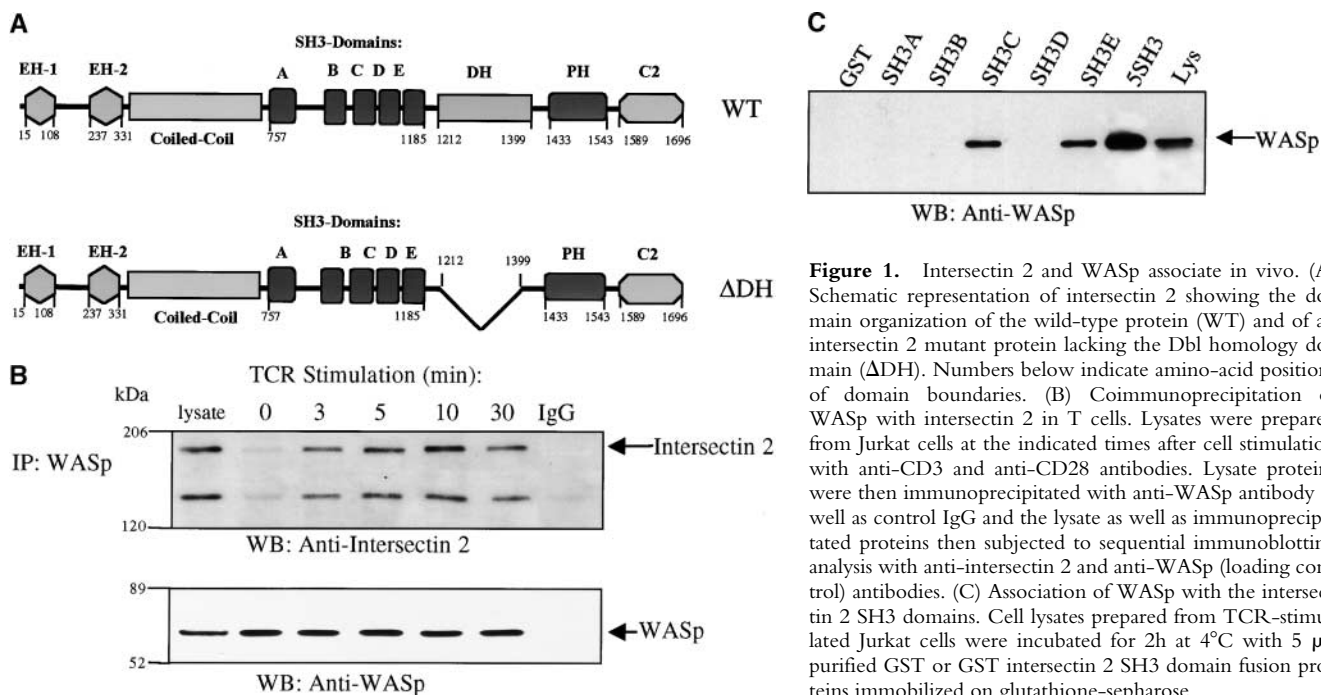 A
SH3-Domains:
EH-1 EH-2 A B C D E DH PH C2
WT
Coiled-Coil
15 108 237 331 757 1185 1212 1399 1433 1543 1589 1696
SH3-Domains:
EH-1 EH-2 A B C D E 1212 1399 PH C2
ΔDH
Coiled-Coil
15 108 237 331 757 1185 1433 1543 1589 1696
B
TCR Stimulation (min):
kDa
lysate 0 3 5 10 30 IgG
206
IP: WASp
Intersectin 2
120
WB: Anti-Intersectin 2
89
WASp
52
WB: Anti-WASp
C
GST SH3A SH3B SH3C SH3D SH3E 5SH3 Lys
WASp
WB: Anti-WASp
Figure 1. Intersectin 2 and WASp associate in vivo. (A
Schematic representation of intersectin 2 showing the do
main organization of the wild-type protein (WT) and of a
intersectin 2 mutant protein lacking the Dbl homology do
main (ΔDH). Numbers below indicate amino-acid position
of domain boundaries. (B) Coimmunoprecipitation o
WASp with intersectin 2 in T cells. Lysates were prepare
from Jurkat cells at the indicated times after cell stimulatio
with anti-CD3 and anti-CD28 antibodies. Lysate protein
were then immunoprecipitated with anti-WASp antibody
well as control IgG and the lysate as well as immunoprecip
tated proteins then subjected to sequential immunoblottin
analysis with anti-intersectin 2 and anti-WASp (loading con
trol) antibodies. (C) Association of WASp with the intersec
tin 2 SH3 domains. Cell lysates prepared from TCR-stimu
lated Jurkat cells were incubated for 2h at 4°C with 5 μ
purified GST or GST intersectin 2 SH3 domain fusion pro
teins immobilized on glutathione-sepharose